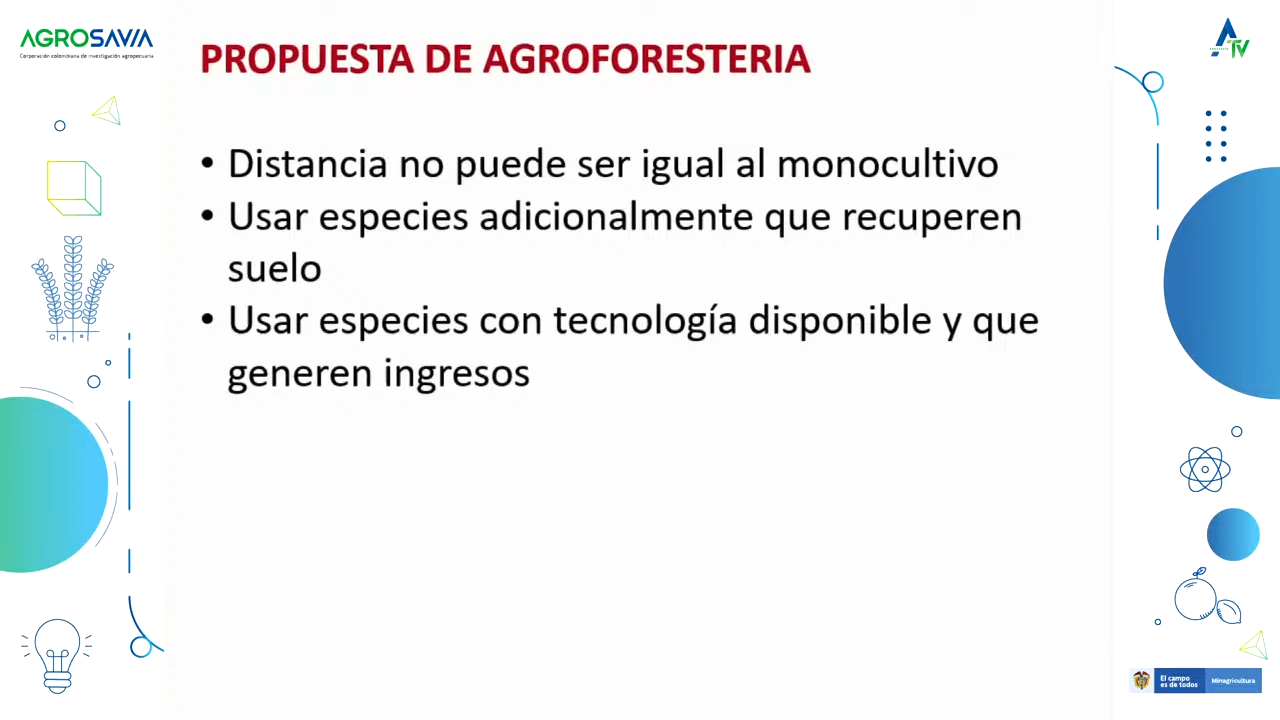 AGROSAVIA
Corporación colombiana de investigación agropecuaria
TV
PROPUESTA DE AGROFORESTERIA
• Distancia no puede ser igual al monocultivo
• Usar especies adicionalmente que recuperen
suelo
• Usar especies con tecnología disponible y que
generen ingresos
El campo
es de todos
Minagricultura